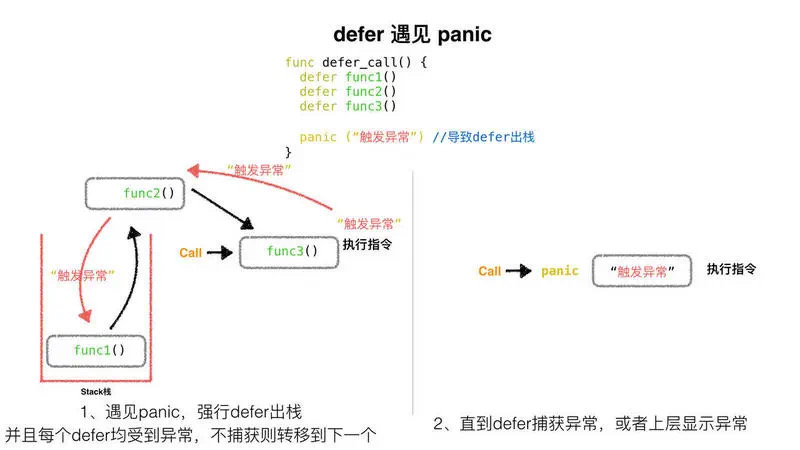 defer 遇见 panic
func defer_call() {
defer func1()
defer func2()
defer func3()
panic (“触发异常”) //导致defer出栈
}
“触发异常”
func2()
“触发异常”
执行指令
Call
func3()
“触发异常”
func1()
Stack栈
1、遇见panic，强行defer出栈
并且每个defer均受到异常，不捕获则转移到下一个
Call
panic
“触发异常”
执行指令
2、直到defer捕获异常，或者上层显示异常